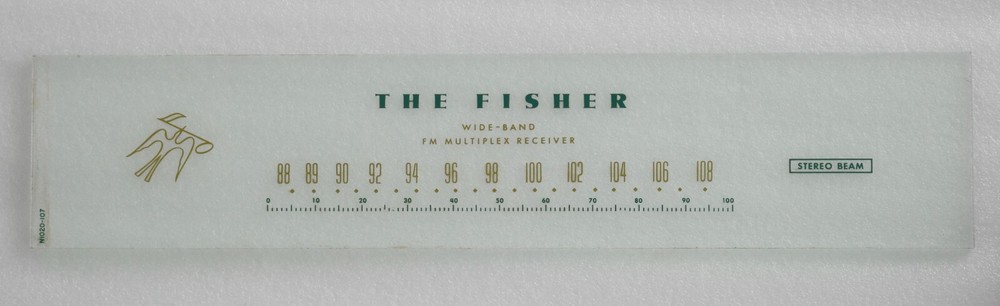 THE FISHER
WIDE-BAND
FM MULTIPLEX RECEIVER
88 89 90 92 94 96 98 100 102 104 106 108
STEREO BEAM
0 10 20 30 40 50 60 70 80 90 100
N1020-107